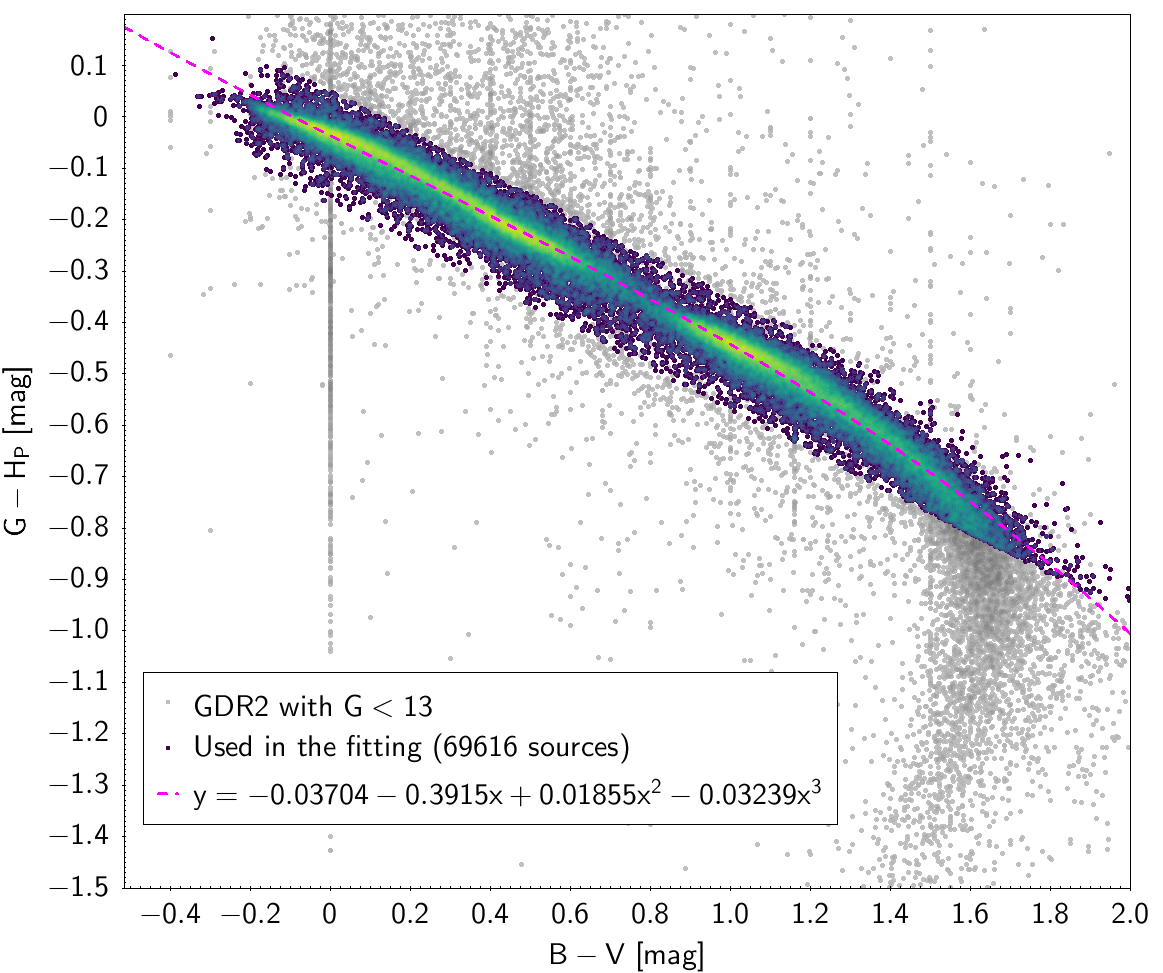 0.1
0
−0.1
−0.2
−0.3
−0.4
−0.5
−0.6
−0.7
−0.8
−0.9
−1.0
−1.1
−1.2
−1.3
−1.4
−1.5
G − H_P [mag]
GDR2 with G < 13
Used in the fitting (69616 sources)
y = −0.03704 − 0.3915x + 0.01855x² − 0.03239x³
−0.4 −0.2 0 0.2 0.4 0.6 0.8 1.0 1.2 1.4 1.6 1.8 2.0
B − V [mag]